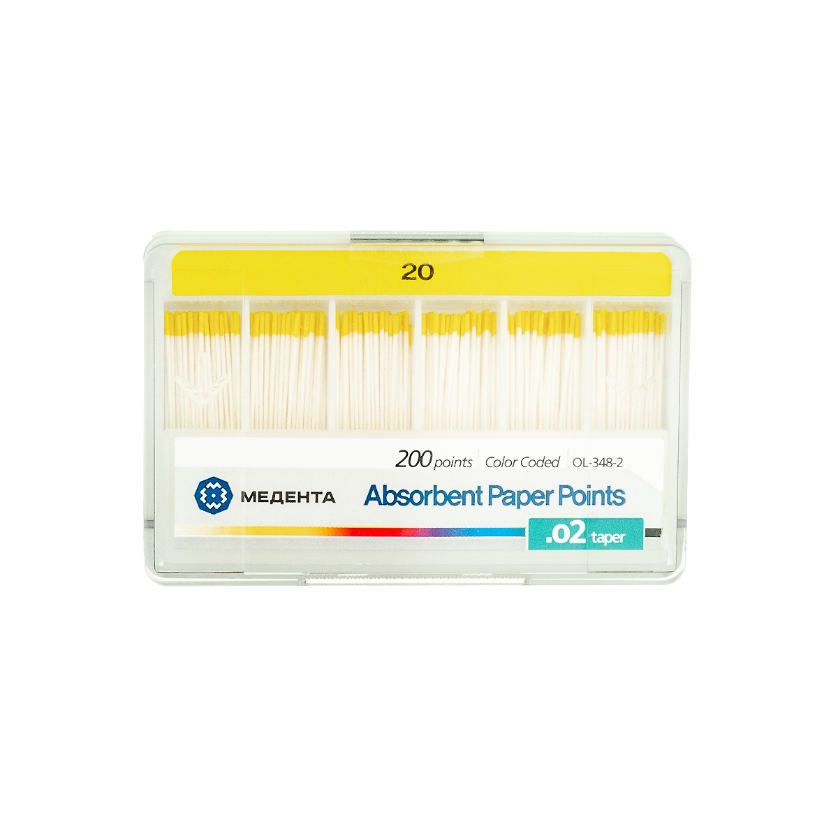 20
200 points Color Coded OL-348-2
МЕДЕНТА Absorbent Paper Points
.02 taper